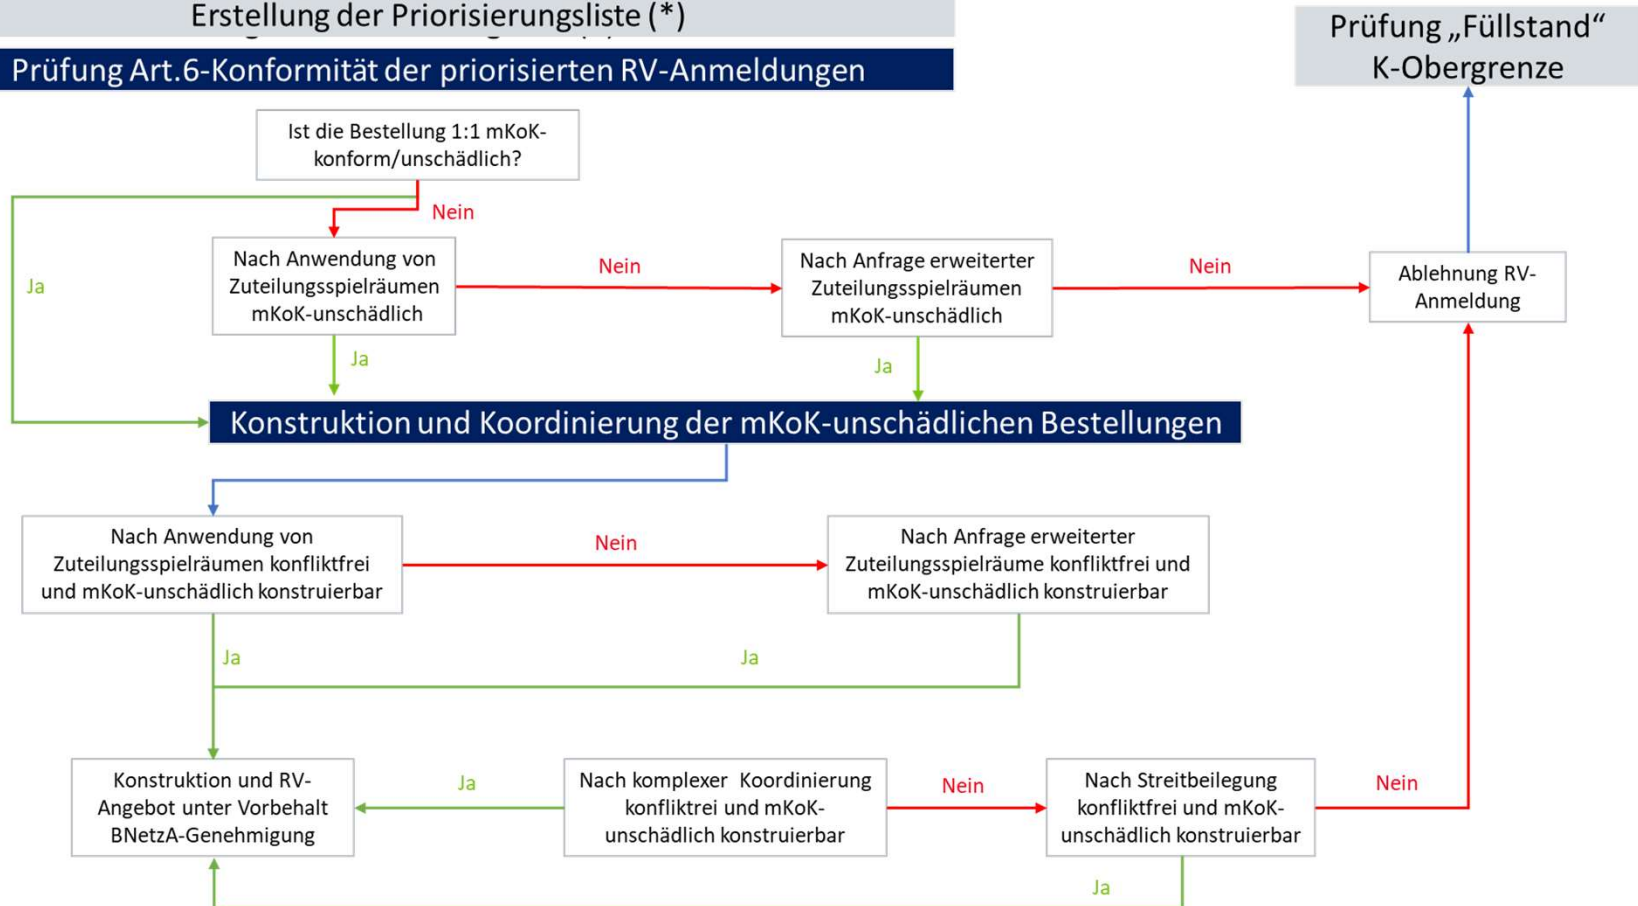 Erstellung der Priorisierungsliste (*)
Prüfung „Füllstand“
K-Obergrenze
Prüfung Art.6-Konformität der priorisierten RV-Anmeldungen
Ist die Bestellung 1:1 mKoK-
konform/unschädlich?
Nein
Ja
Nach Anwendung von
Zuteilungsspielräumen
mKoK-unschädlich
Nein
Nach Anfrage erweiterter
Zuteilungsspielräumen
mKoK-unschädlich
Nein
Ablehnung RV-
Anmeldung
Ja
Ja
Konstruktion und Koordinierung der mKoK-unschädlichen Bestellungen
Nach Anwendung von
Zuteilungsspielräumen konfliktfrei
und mKoK-unschädlich konstruierbar
Nein
Nach Anfrage erweiterter
Zuteilungsspielräume konfliktfrei und
mKoK-unschädlich konstruierbar
Ja
Ja
Konstruktion und RV-
Angebot unter Vorbehalt
BNetzA-Genehmigung
Ja
Nach komplexer Koordinierung
konfliktrei und mKoK-
unschädlich konstruierbar
Nein
Nach Streitbeilegung
konfliktfrei und mKoK-
unschädlich konstruierbar
Nein
Ja